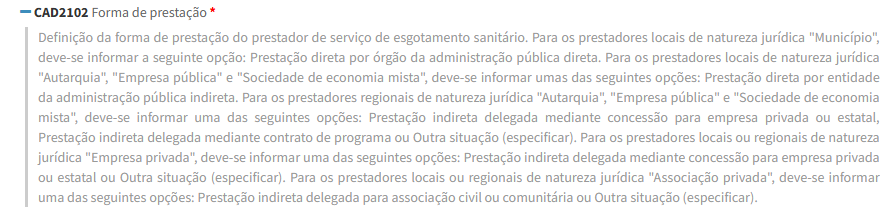 CAD2102 Forma de prestação *
Definição da forma de prestação do prestador de serviço de esgotamento sanitário. Para os prestadores locais de natureza jurídica "Município",
deve-se informar a seguinte opção: Prestação direta por órgão da administração pública direta. Para os prestadores locais de natureza jurídica
"Autarquia", "Empresa pública" e "Sociedade de economia mista", deve-se informar umas das seguintes opções: Prestação direta por entidade
da administração pública indireta. Para os prestadores regionais de natureza jurídica "Autarquia", "Empresa pública" e "Sociedade de economia
mista", deve-se informar uma das seguintes opções: Prestação indireta delegada mediante concessão para empresa privada ou estatal,
Prestação indireta delegada mediante contrato de programa ou Outra situação (especificar). Para os prestadores locais ou regionais de natureza
jurídica "Empresa privada", deve-se informar uma das seguintes opções: Prestação indireta delegada mediante concessão para empresa privada
ou estatal ou Outra situação (especificar). Para os prestadores locais ou regionais de natureza jurídica "Associação privada", deve-se informar
uma das seguintes opções: Prestação indireta delegada para associação civil ou comunitária ou Outra situação (especificar).